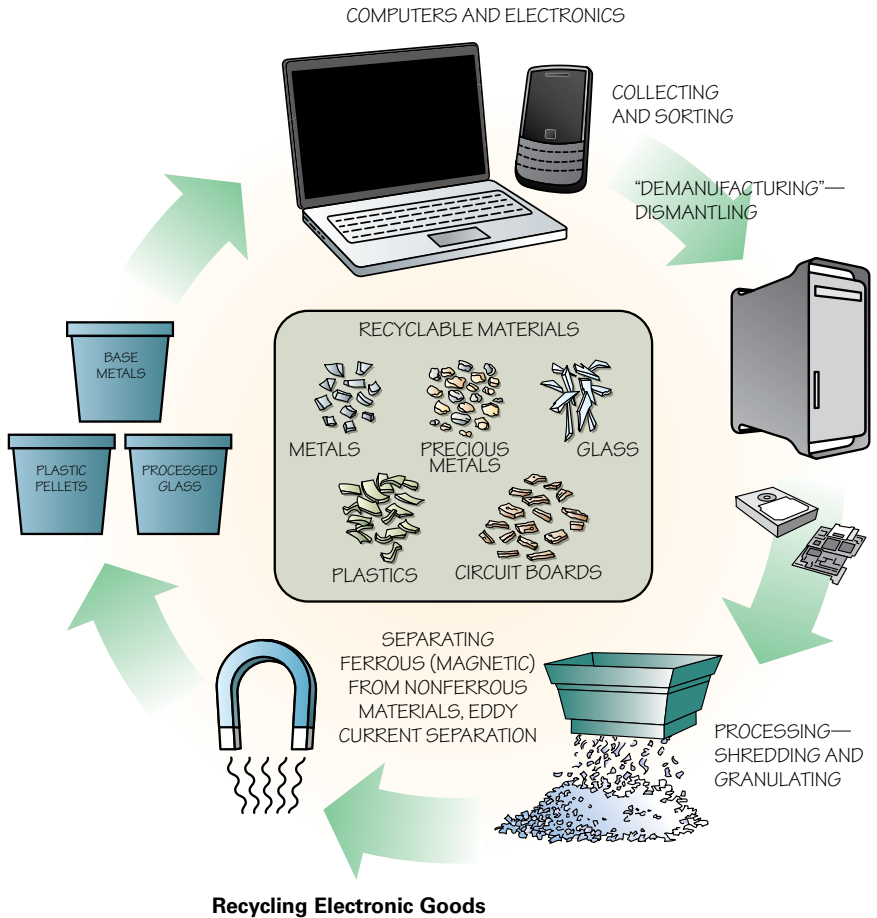 COMPUTERS AND ELECTRONICS
COLLECTING
AND SORTING
“DEMANUFACTURING”—
DISMANTLING
RECYCLABLE MATERIALS
METALS
PRECIOUS
METALS
GLASS
PLASTICS
CIRCUIT BOARDS
BASE
METALS
PLASTIC
PELLETS
PROCESSED
GLASS
SEPARATING
FERROUS (MAGNETIC)
FROM NONFERROUS
MATERIALS, EDDY
CURRENT SEPARATION
PROCESSING—
SHREDDING AND
GRANULATING
Recycling Electronic Goods